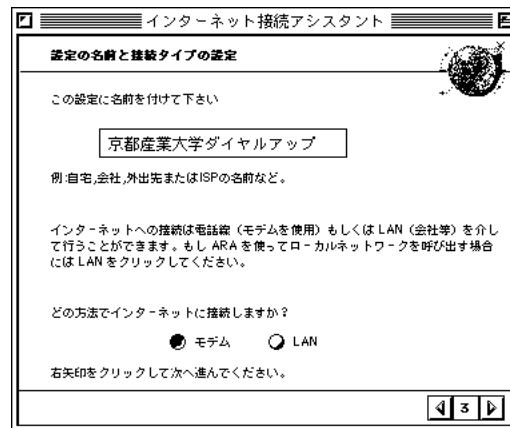 インターネット接続アシスタント
設定の名前と接続タイプの設定
この設定に名前を付けて下さい
京都産業大学ダイヤルアップ
例:自宅,会社,外出先またはISPの名前など。
インターネットへの接続は電話線（モデムを使用）もしくは LAN（会社等）を介し
て行うことができます。もし ARA を使ってローカルネットワークを呼び出す場合
には LAN をクリックしてください。
どの方法でインターネットに接続しますか？
モデム LAN
右矢印をクリックして次へ進んでください。
3